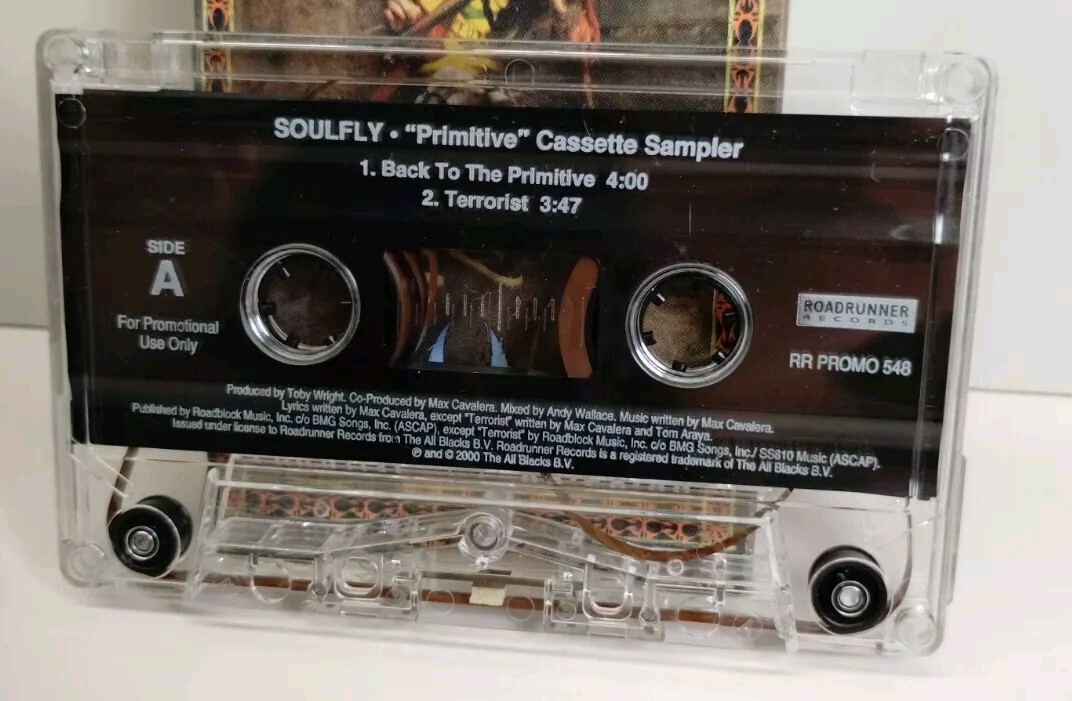 SOULFLY • "Primitive" Cassette Sampler
1. Back To The Primitive 4:00
2. Terrorist 3:47
SIDE
A
For Promotional
Use Only
ROADRUNNER
RECORDS
RR PROMO 548
Produced by Toby Wright. Co-Produced by Max Cavalera. Mixed by Andy Wallace. Music written by Max Cavalera.
Lyrics written by Max Cavalera, except "Terrorist" written by Max Cavalera and Tom Araya.
Published by Roadblock Music, Inc. c/o BMG Songs, Inc. (ASCAP), except "Terrorist" by Roadblock Music, Inc. c/o BMG Songs, Inc./ SS810 Music (ASCAP).
Issued under license to Roadrunner Records from The All Blacks B.V. Roadrunner Records is a registered trademark of The All Blacks B.V.
℗ and © 2000 The All Blacks B.V.